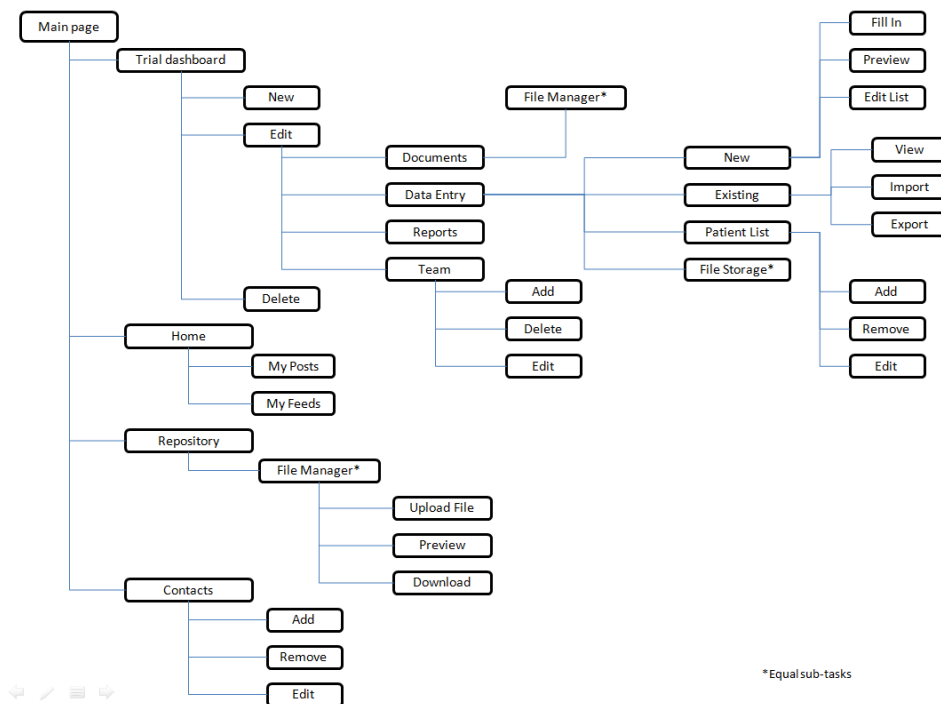 Main page
Trial dashboard
New
Edit
Documents
File Manager*
Data Entry
New
Fill In
Preview
Edit List
Existing
View
Import
Export
Patient List
Add
Remove
Edit
File Storage*
Reports
Team
Add
Delete
Edit
Delete
Home
My Posts
My Feeds
Repository
File Manager*
Upload File
Preview
Download
Contacts
Add
Remove
Edit
*Equal sub-tasks